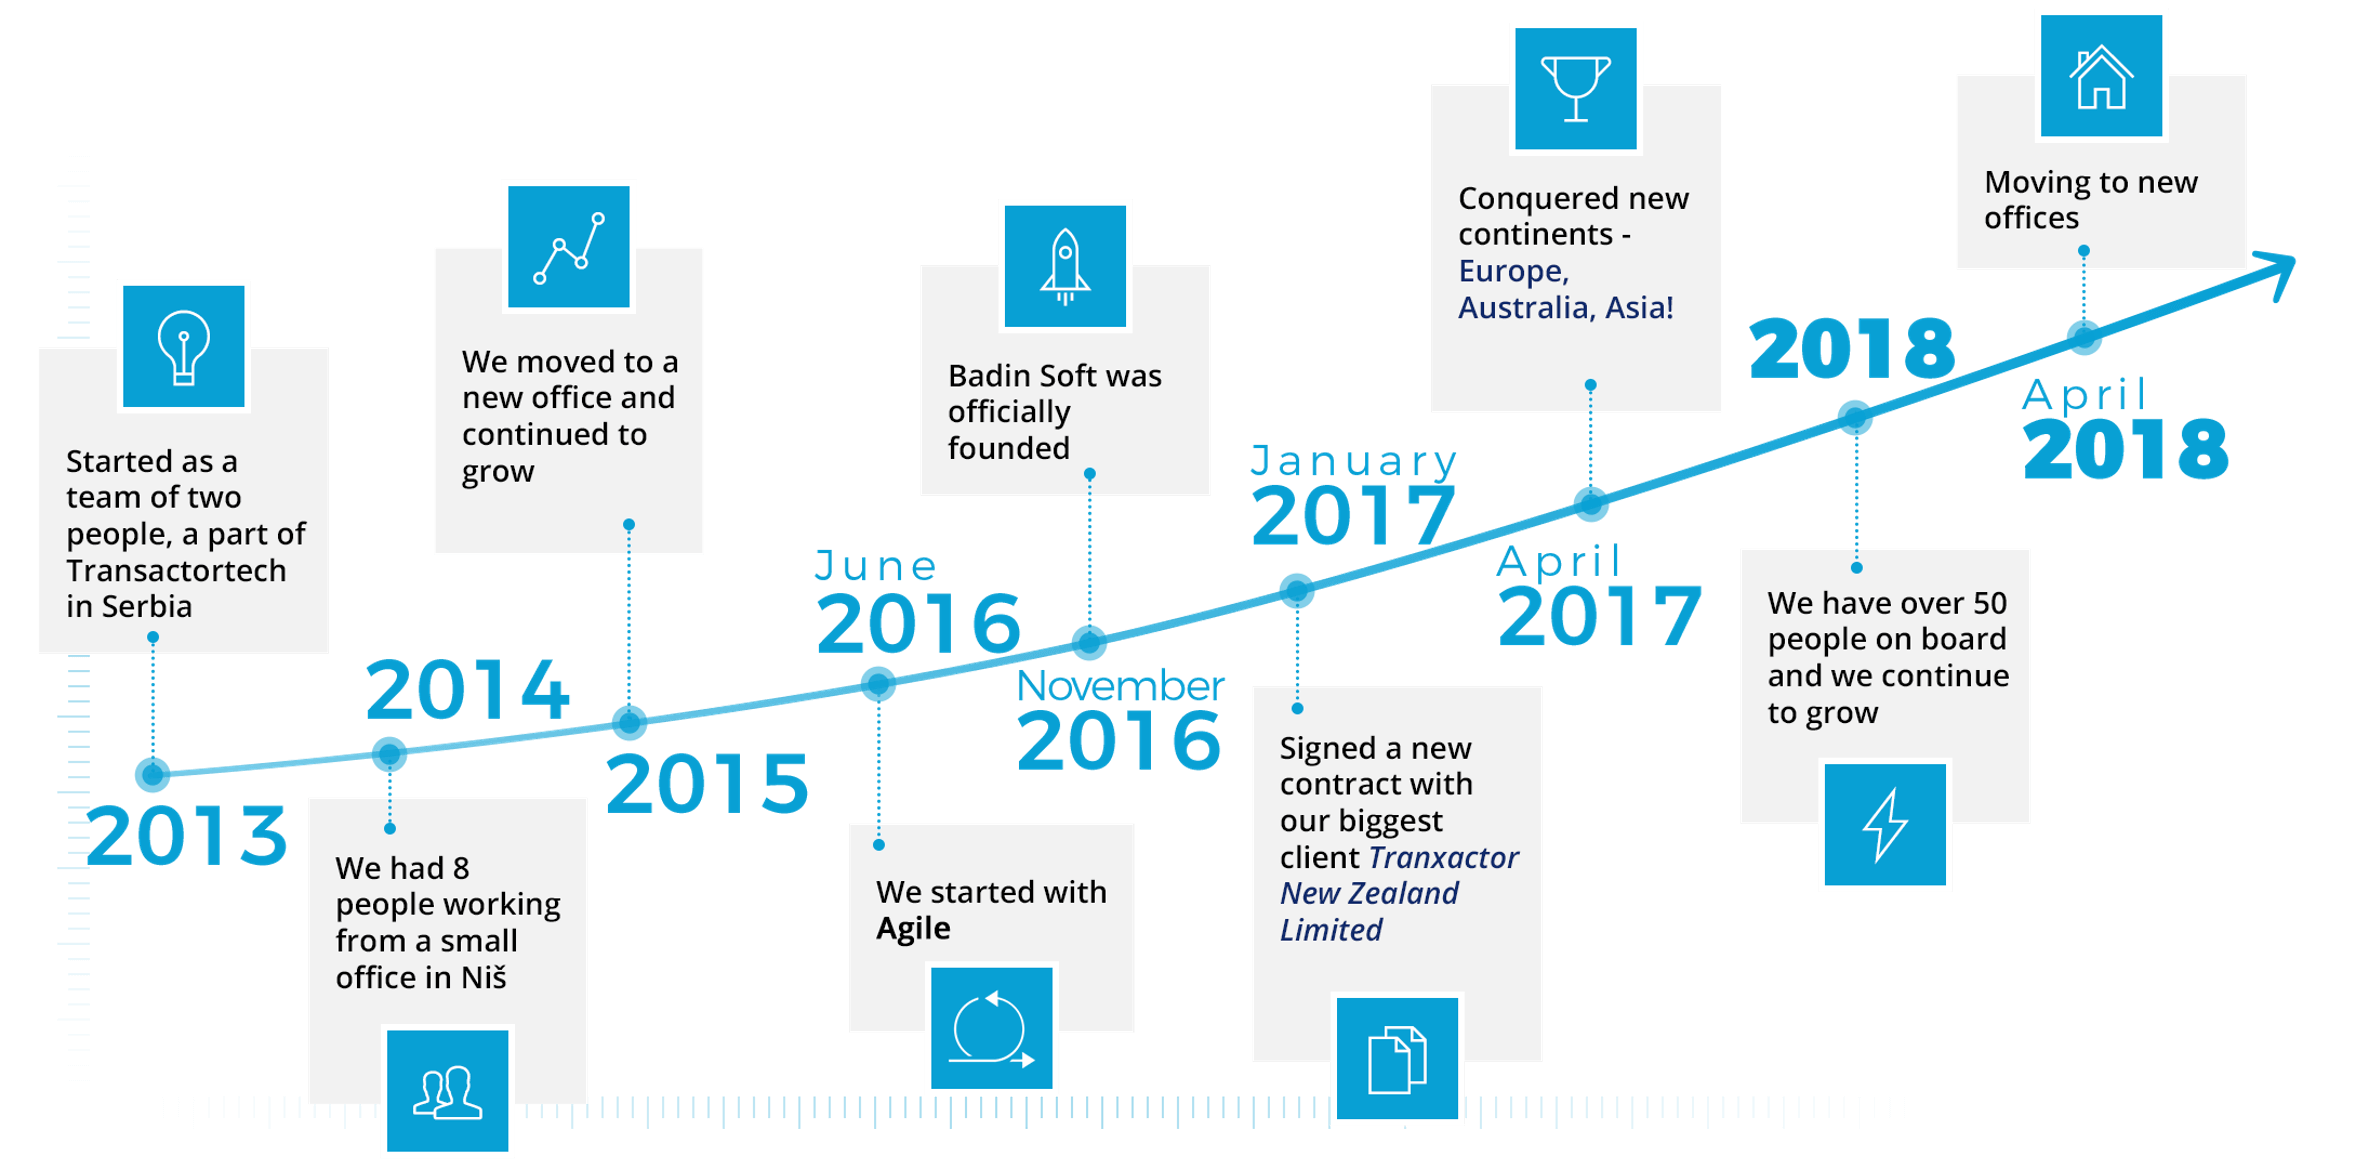 2013
Started as a
team of two
people, a part of
Transactortech
in Serbia
2014
We had 8
people working
from a small
office in Niš
2015
We moved to a
new office and
continued to
grow
June
2016
We started with
Agile
November
2016
Badin Soft was
officially
founded
January
2017
Signed a new
contract with
our biggest
client Tranxactor
New Zealand
Limited
April
2017
Conquered new
continents -
Europe,
Australia, Asia!
2018
We have over 50
people on board
and we continue
to grow
April
2018
Moving to new
offices